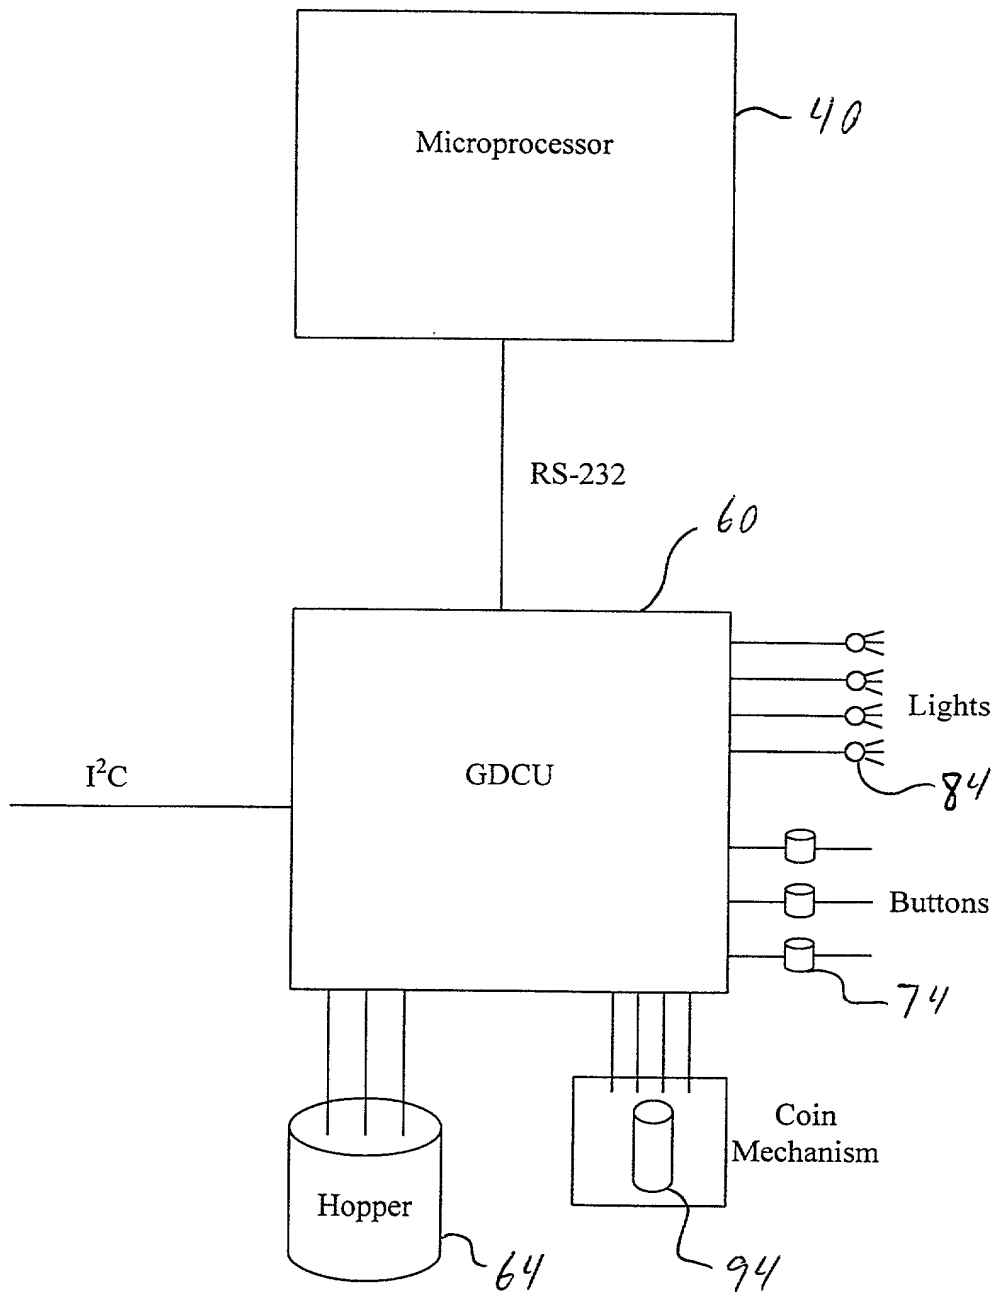 40
Microprocessor
RS-232
60
Lights
I²C
GDCU
84
Buttons
74
Coin
Mechanism
Hopper
64
94